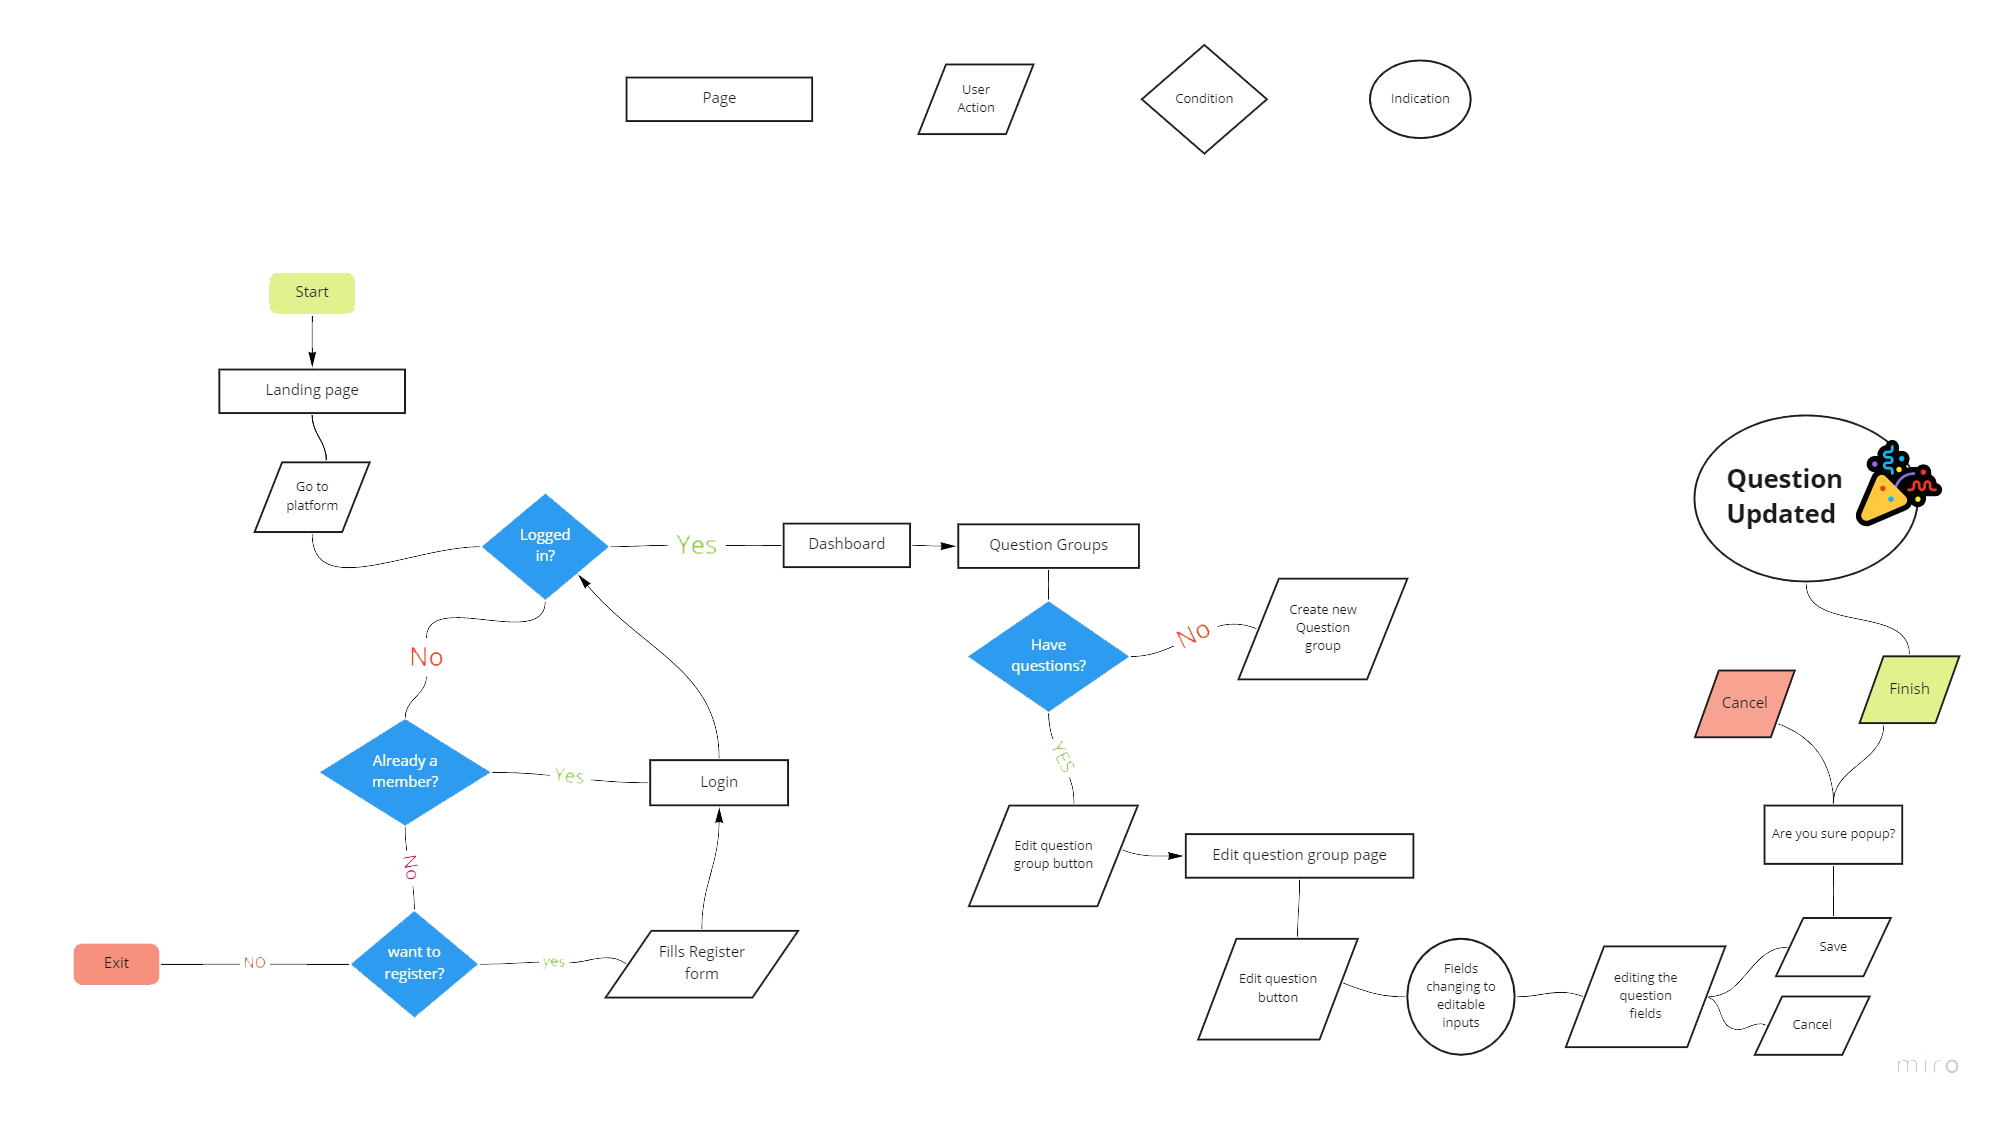 Page
User
Action
Condition
Indication
Start
Landing page
Go to
platform
Logged
in?
Yes
Dashboard
Question Groups
No
Have
questions?
No
Create new
Question
group
YES
Already a
member?
Yes
Login
No
want to
register?
NO
Exit
yes
Fills Register
form
Edit question
group button
Edit question group page
Edit question
button
Fields
changing to
editable
inputs
editing the
question
fields
Save
Cancel
Are you sure popup?
Cancel
Finish
Question
Updated
miro